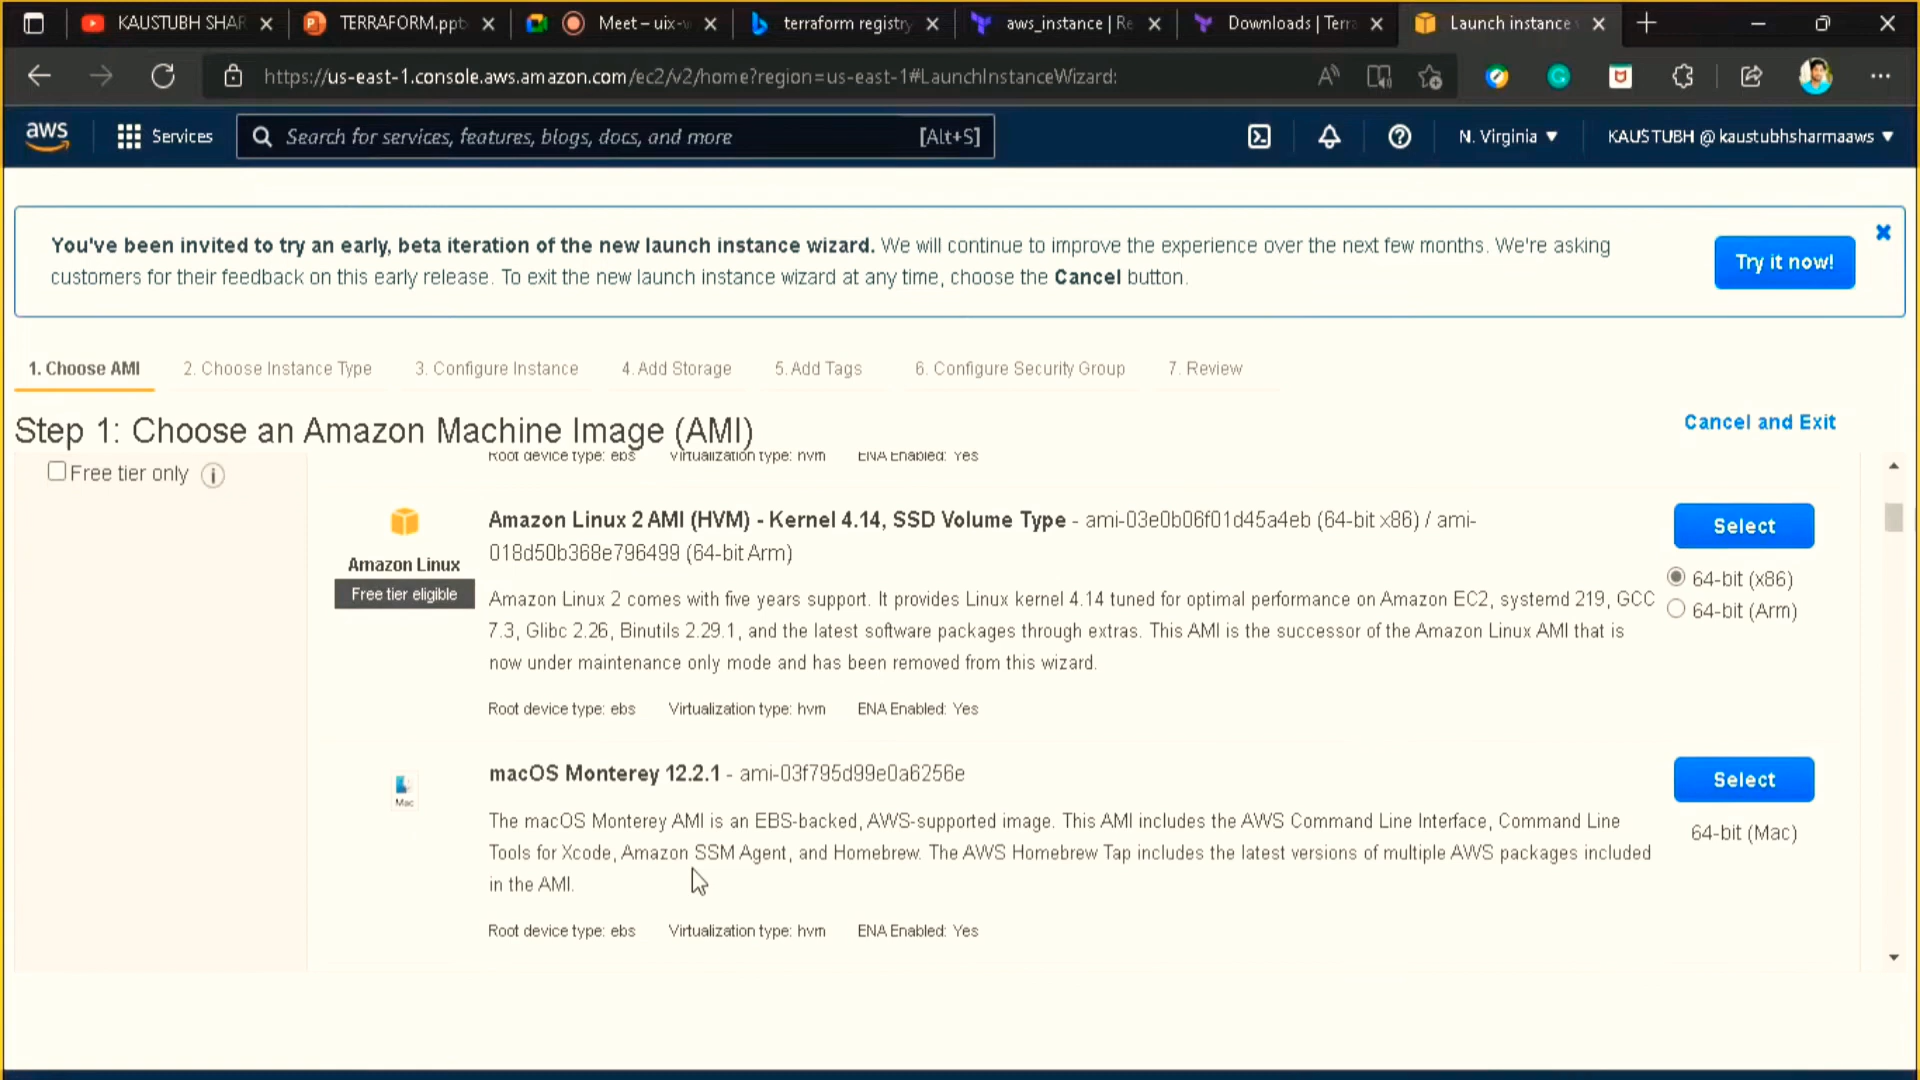 KAUSTUBH SHAR
TERRAFORM.ppt
Meet – uix-
terraform registry
aws_instance | Re
Downloads | Terra
Launch instance
https://us-east-1.console.aws.amazon.com/ec2/v2/home?region=us-east-1#LaunchInstanceWizard:
aws
Services
Search for services, features, blogs, docs, and more
[Alt+S]
N. Virginia
KAUSTUBH @ kaustubhsharmaaws
You've been invited to try an early, beta iteration of the new launch instance wizard. We will continue to improve the experience over the next few months. We're asking
customers for their feedback on this early release. To exit the new launch instance wizard at any time, choose the Cancel button.
Try it now!
1. Choose AMI
2. Choose Instance Type
3. Configure Instance
4. Add Storage
5. Add Tags
6. Configure Security Group
7. Review
Step 1: Choose an Amazon Machine Image (AMI)
Cancel and Exit
Free tier only
Root device type: ebs Virtualization type: hvm ENA Enabled: Yes
Amazon Linux
Free tier eligible
Amazon Linux 2 AMI (HVM) - Kernel 4.14, SSD Volume Type - ami-03e0b06f01d45a4eb (64-bit x86) / ami-
018d50b368e796499 (64-bit Arm)
Amazon Linux 2 comes with five years support. It provides Linux kernel 4.14 tuned for optimal performance on Amazon EC2, systemd 219, GCC
7.3, Glibc 2.26, Binutils 2.29.1, and the latest software packages through extras. This AMI is the successor of the Amazon Linux AMI that is
now under maintenance only mode and has been removed from this wizard.
Root device type: ebs Virtualization type: hvm ENA Enabled: Yes
Select
64-bit (x86)
64-bit (Arm)
Mac
macOS Monterey 12.2.1 - ami-03f795d99e0a6256e
The macOS Monterey AMI is an EBS-backed, AWS-supported image. This AMI includes the AWS Command Line Interface, Command Line
Tools for Xcode, Amazon SSM Agent, and Homebrew. The AWS Homebrew Tap includes the latest versions of multiple AWS packages included
in the AMI.
Root device type: ebs Virtualization type: hvm ENA Enabled: Yes
Select
64-bit (Mac)